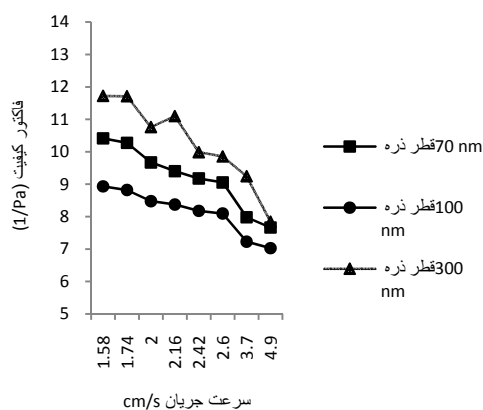 14
13
12
11
10
9
8
7
6
5
فاکتور کیفیت (1/Pa)
1.58
1.74
2
2.16
2.42
2.6
3.7
4.9
سرعت جریان cm/s
قطر ذره 70 nm
قطر ذره 100
nm
قطر ذره 300
nm